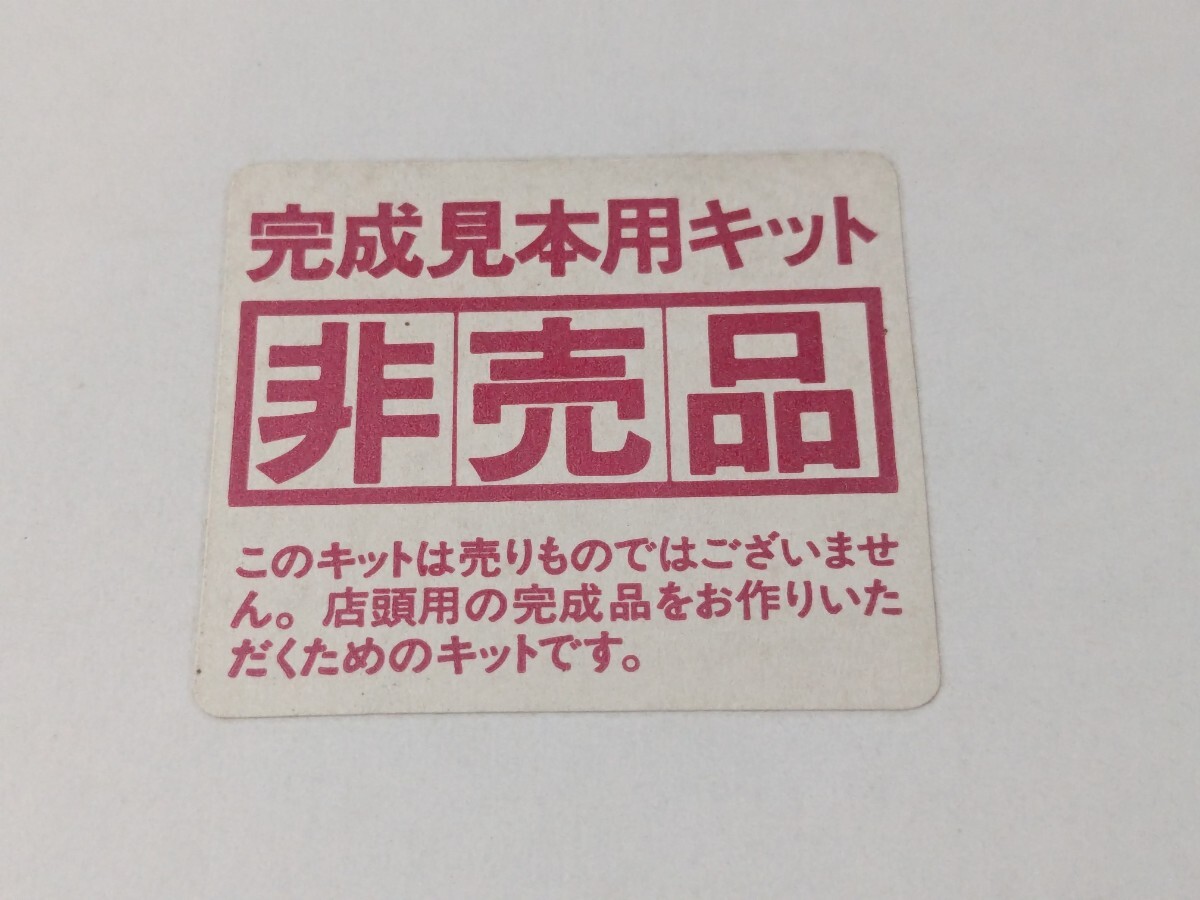 完成見本用キット
非売品
このキットは売りものではございませ
ん。店頭用の完成品をお作りいた
だくためのキットです。